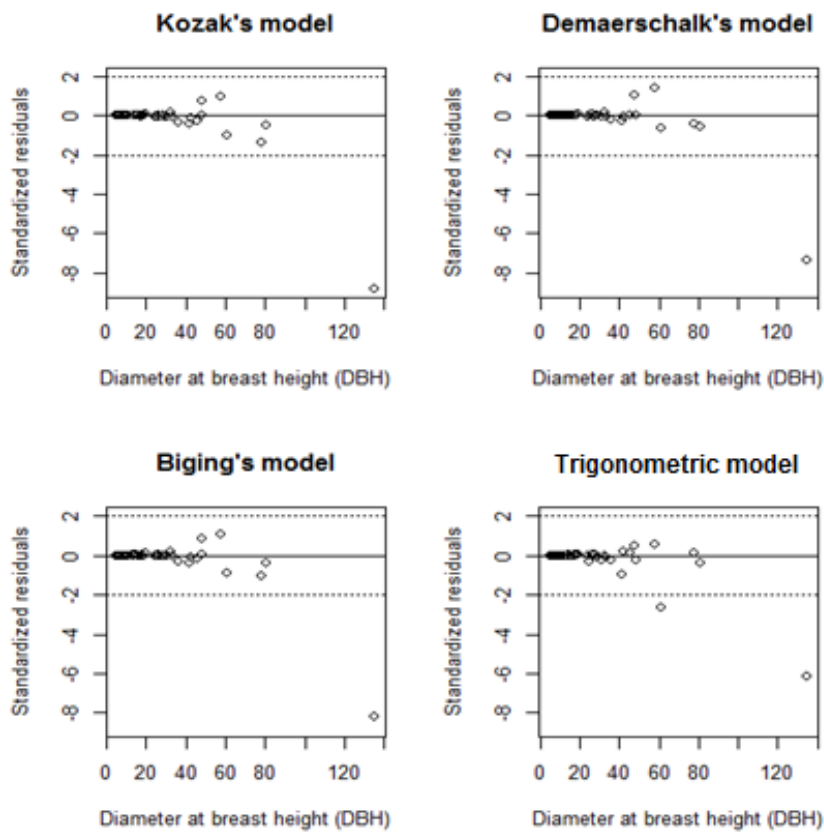 Kozak's model
Standardized residuals
2
0
-2
-4
-6
-8
0 20 40 60 80 120
Diameter at breast height (DBH)
Demaerschalk's model
Standardized residuals
2
0
-2
-4
-6
-8
0 20 40 60 80 120
Diameter at breast height (DBH)
Biging's model
Standardized residuals
2
0
-2
-4
-6
-8
0 20 40 60 80 120
Diameter at breast height (DBH)
Trigonometric model
Standardized residuals
2
0
-2
-4
-6
-8
0 20 40 60 80 120
Diameter at breast height (DBH)